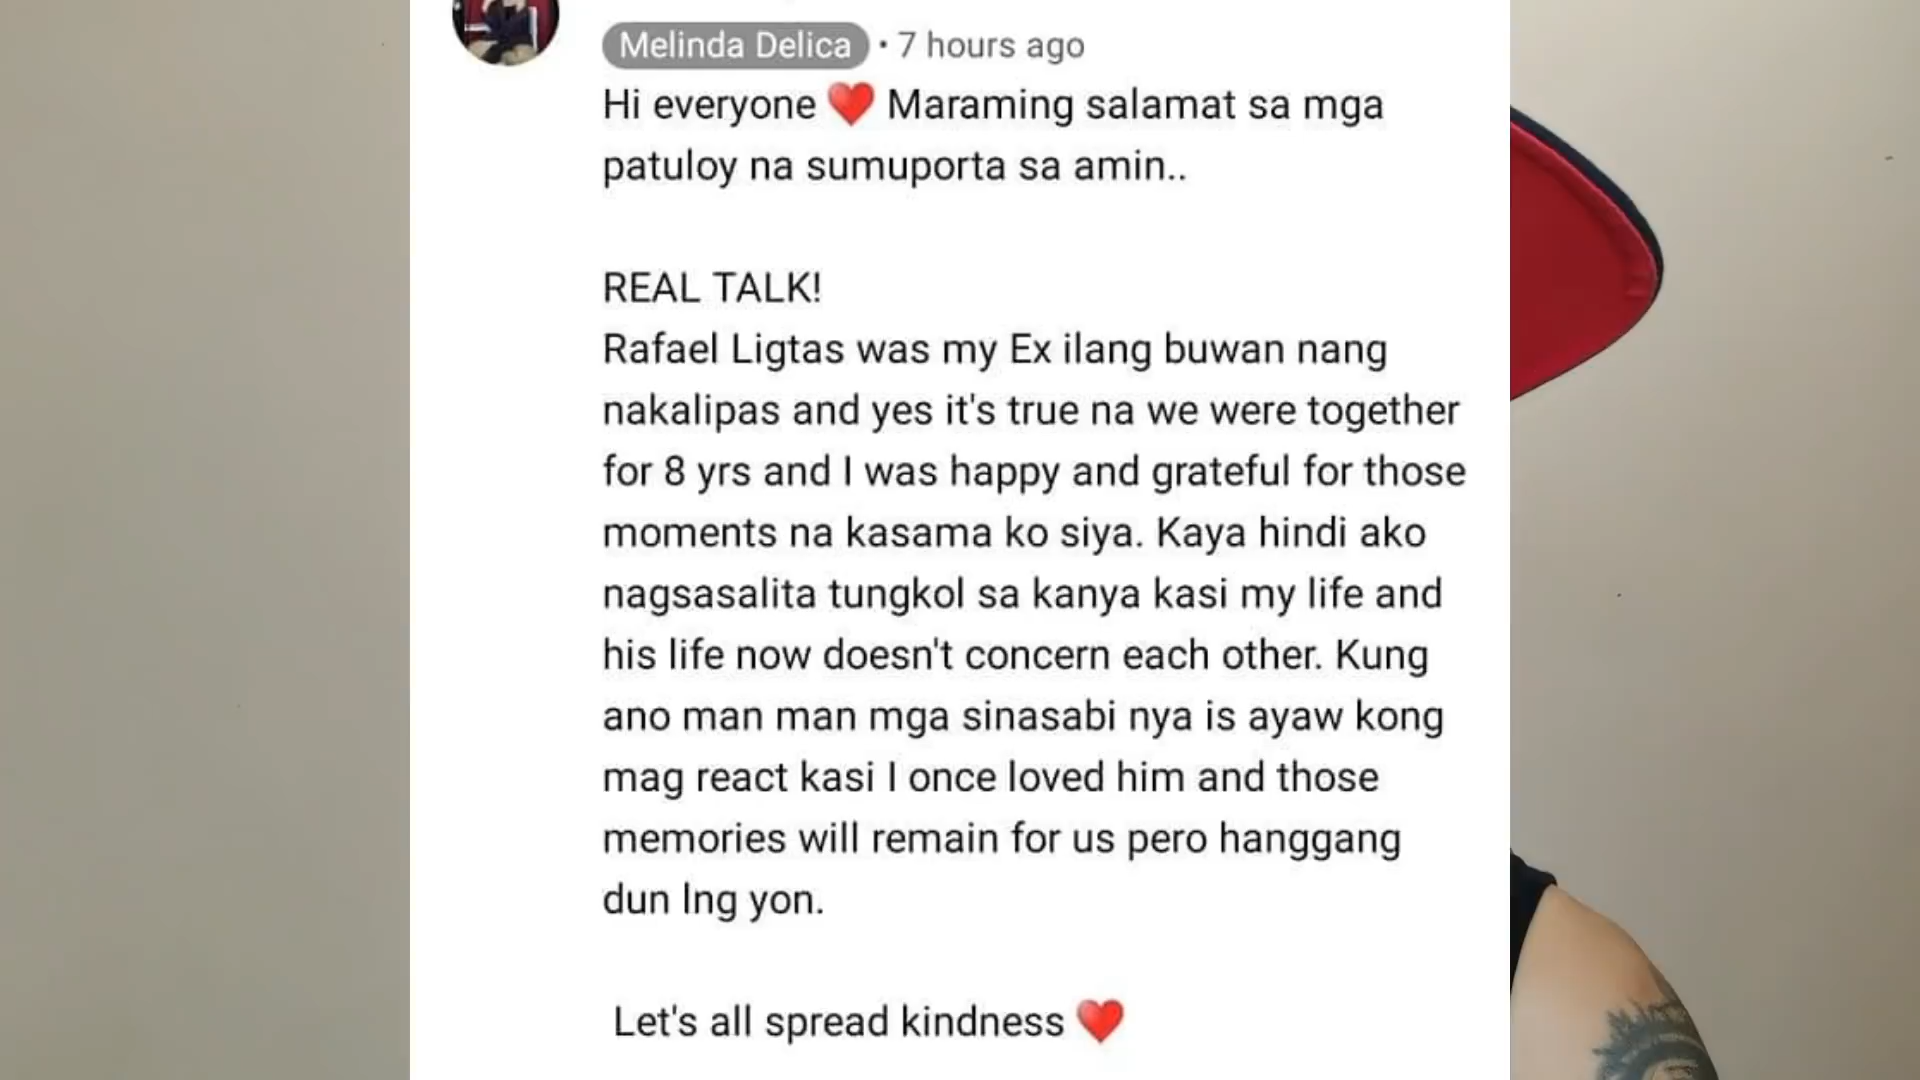 Melinda Delica • 7 hours ago
Hi everyone ❤️ Maraming salamat sa mga
patuloy na sumuporta sa amin..
REAL TALK!
Rafael Ligtas was my Ex ilang buwan nang
nakalipas and yes it's true na we were together
for 8 yrs and I was happy and grateful for those
moments na kasama ko siya. Kaya hindi ako
nagsasalita tungkol sa kanya kasi my life and
his life now doesn't concern each other. Kung
ano man man mga sinasabi nya is ayaw kong
mag react kasi I once loved him and those
memories will remain for us pero hanggang
dun lng yon.
Let's all spread kindness ❤️